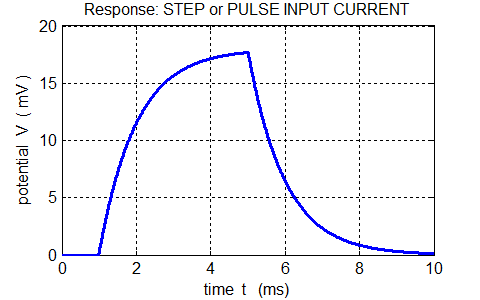 Response: STEP or PULSE INPUT CURRENT
20
15
10
5
0
potential V ( mV )
0 2 4 6 8 10
time t (ms)